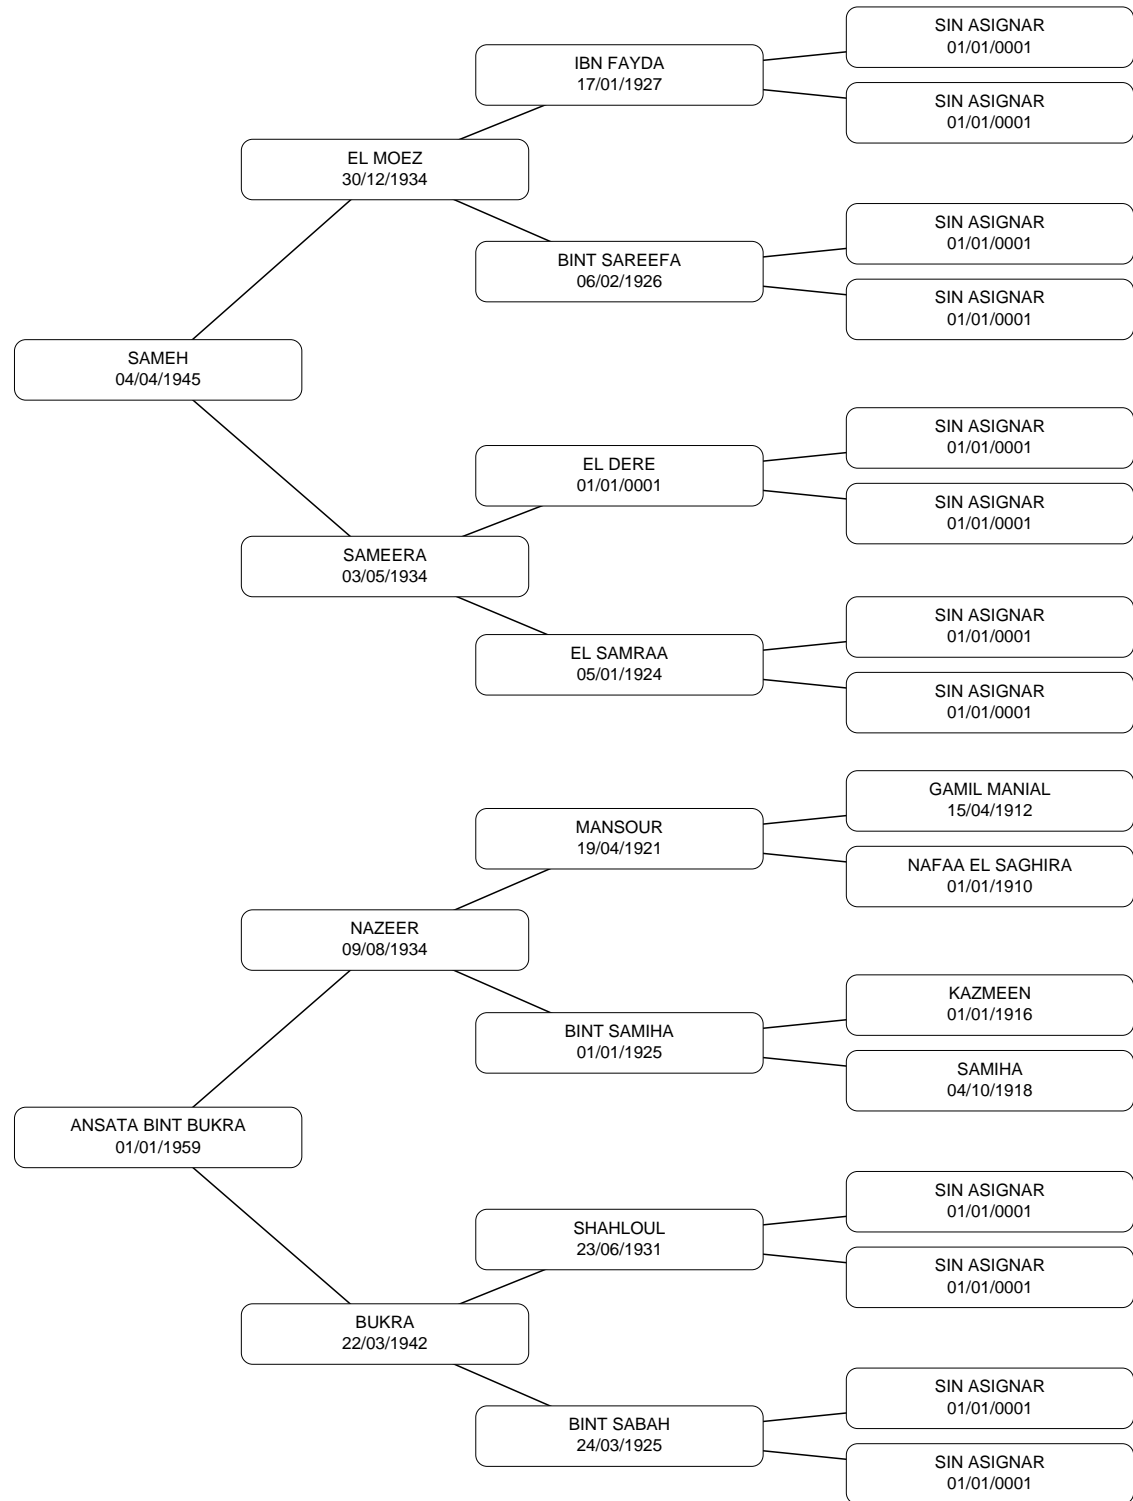 SIN ASIGNAR
01/01/0001
IBN FAYDA
17/01/1927
SIN ASIGNAR
01/01/0001
EL MOEZ
30/12/1934
SIN ASIGNAR
01/01/0001
BINT SAREEFA
06/02/1926
SIN ASIGNAR
01/01/0001
SAMEH
04/04/1945
SIN ASIGNAR
01/01/0001
EL DERE
01/01/0001
SIN ASIGNAR
01/01/0001
SAMEERA
03/05/1934
SIN ASIGNAR
01/01/0001
EL SAMRAA
05/01/1924
SIN ASIGNAR
01/01/0001
GAMIL MANIAL
15/04/1912
MANSOUR
19/04/1921
NAFAA EL SAGHIRA
01/01/1910
NAZEER
09/08/1934
KAZMEEN
01/01/1916
BINT SAMIHA
01/01/1925
SAMIHA
04/10/1918
ANSATA BINT BUKRA
01/01/1959
SIN ASIGNAR
01/01/0001
SHAHLOUL
23/06/1931
SIN ASIGNAR
01/01/0001
BUKRA
22/03/1942
SIN ASIGNAR
01/01/0001
BINT SABAH
24/03/1925
SIN ASIGNAR
01/01/0001